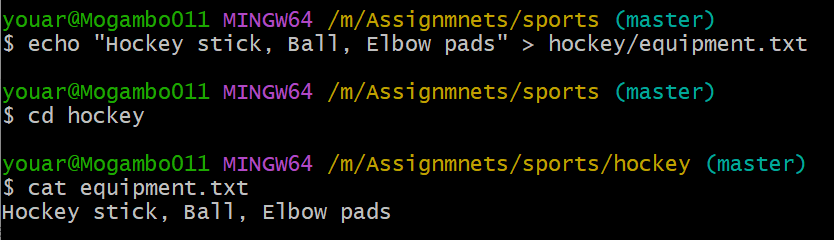 youar@Mogambo011 MINGW64 /m/Assignmnets/sports (master)
$ echo "Hockey stick, Ball, Elbow pads" > hockey/equipment.txt
youar@Mogambo011 MINGW64 /m/Assignmnets/sports (master)
$ cd hockey
youar@Mogambo011 MINGW64 /m/Assignmnets/sports/hockey (master)
$ cat equipment.txt
Hockey stick, Ball, Elbow pads